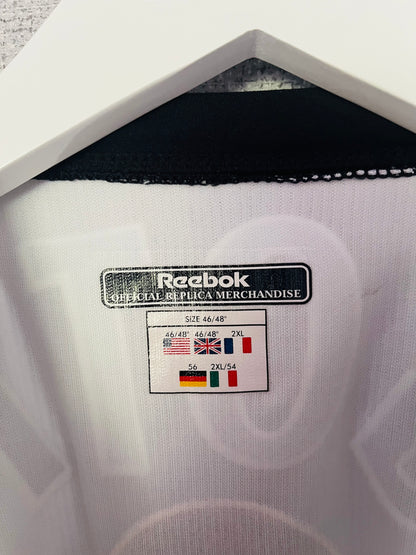 Reebok
OFFICIAL REPLICA MERCHANDISE
SIZE 46/48"
46/48" 46/48" 2XL
56 2XL/54